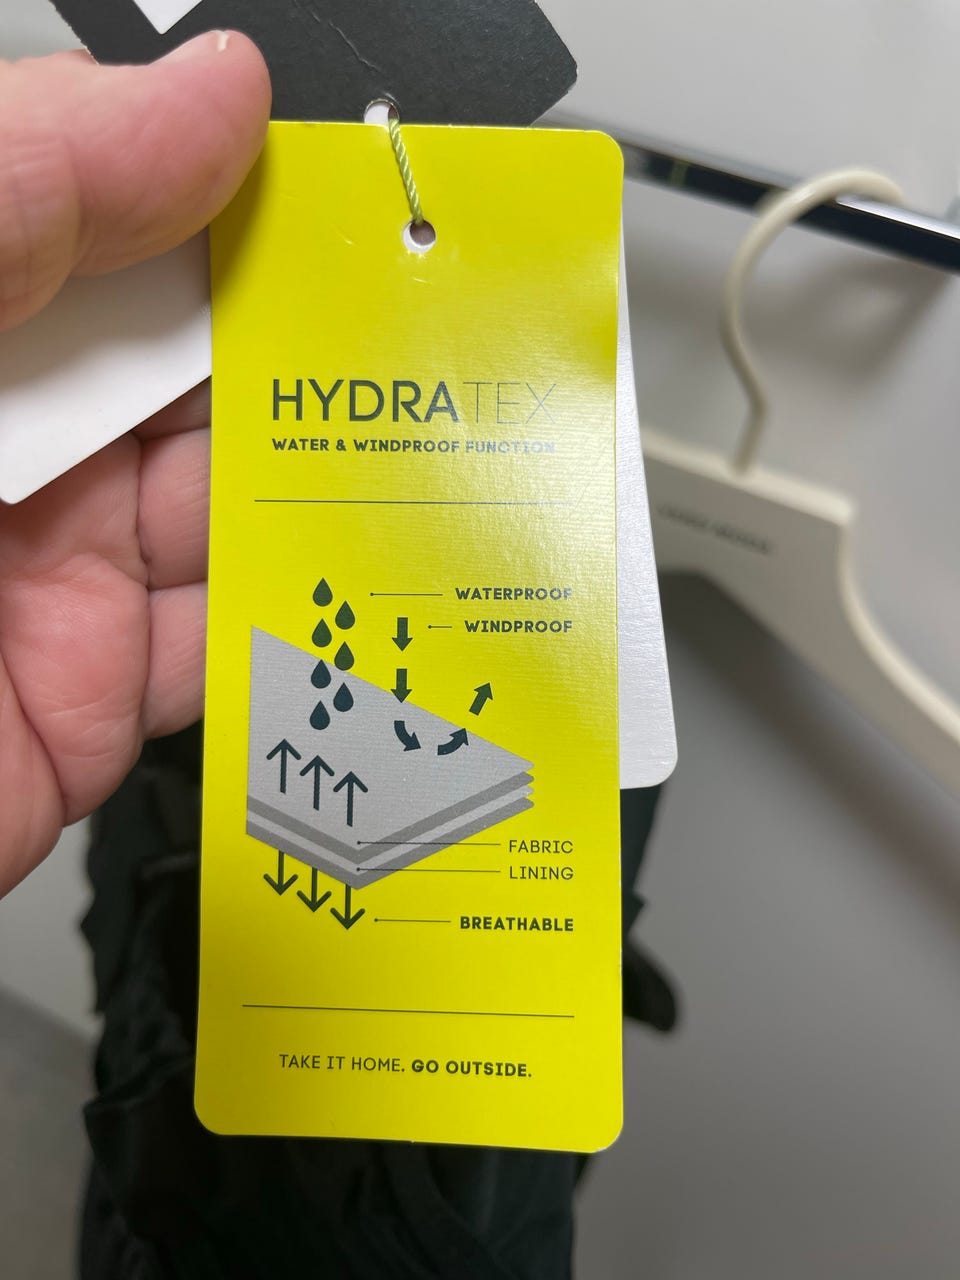 HYDRATEX
WATER & WINDPROOF FUNCTION
WATERPROOF
WINDPROOF
FABRIC
LINING
BREATHABLE
TAKE IT HOME. GO OUTSIDE.